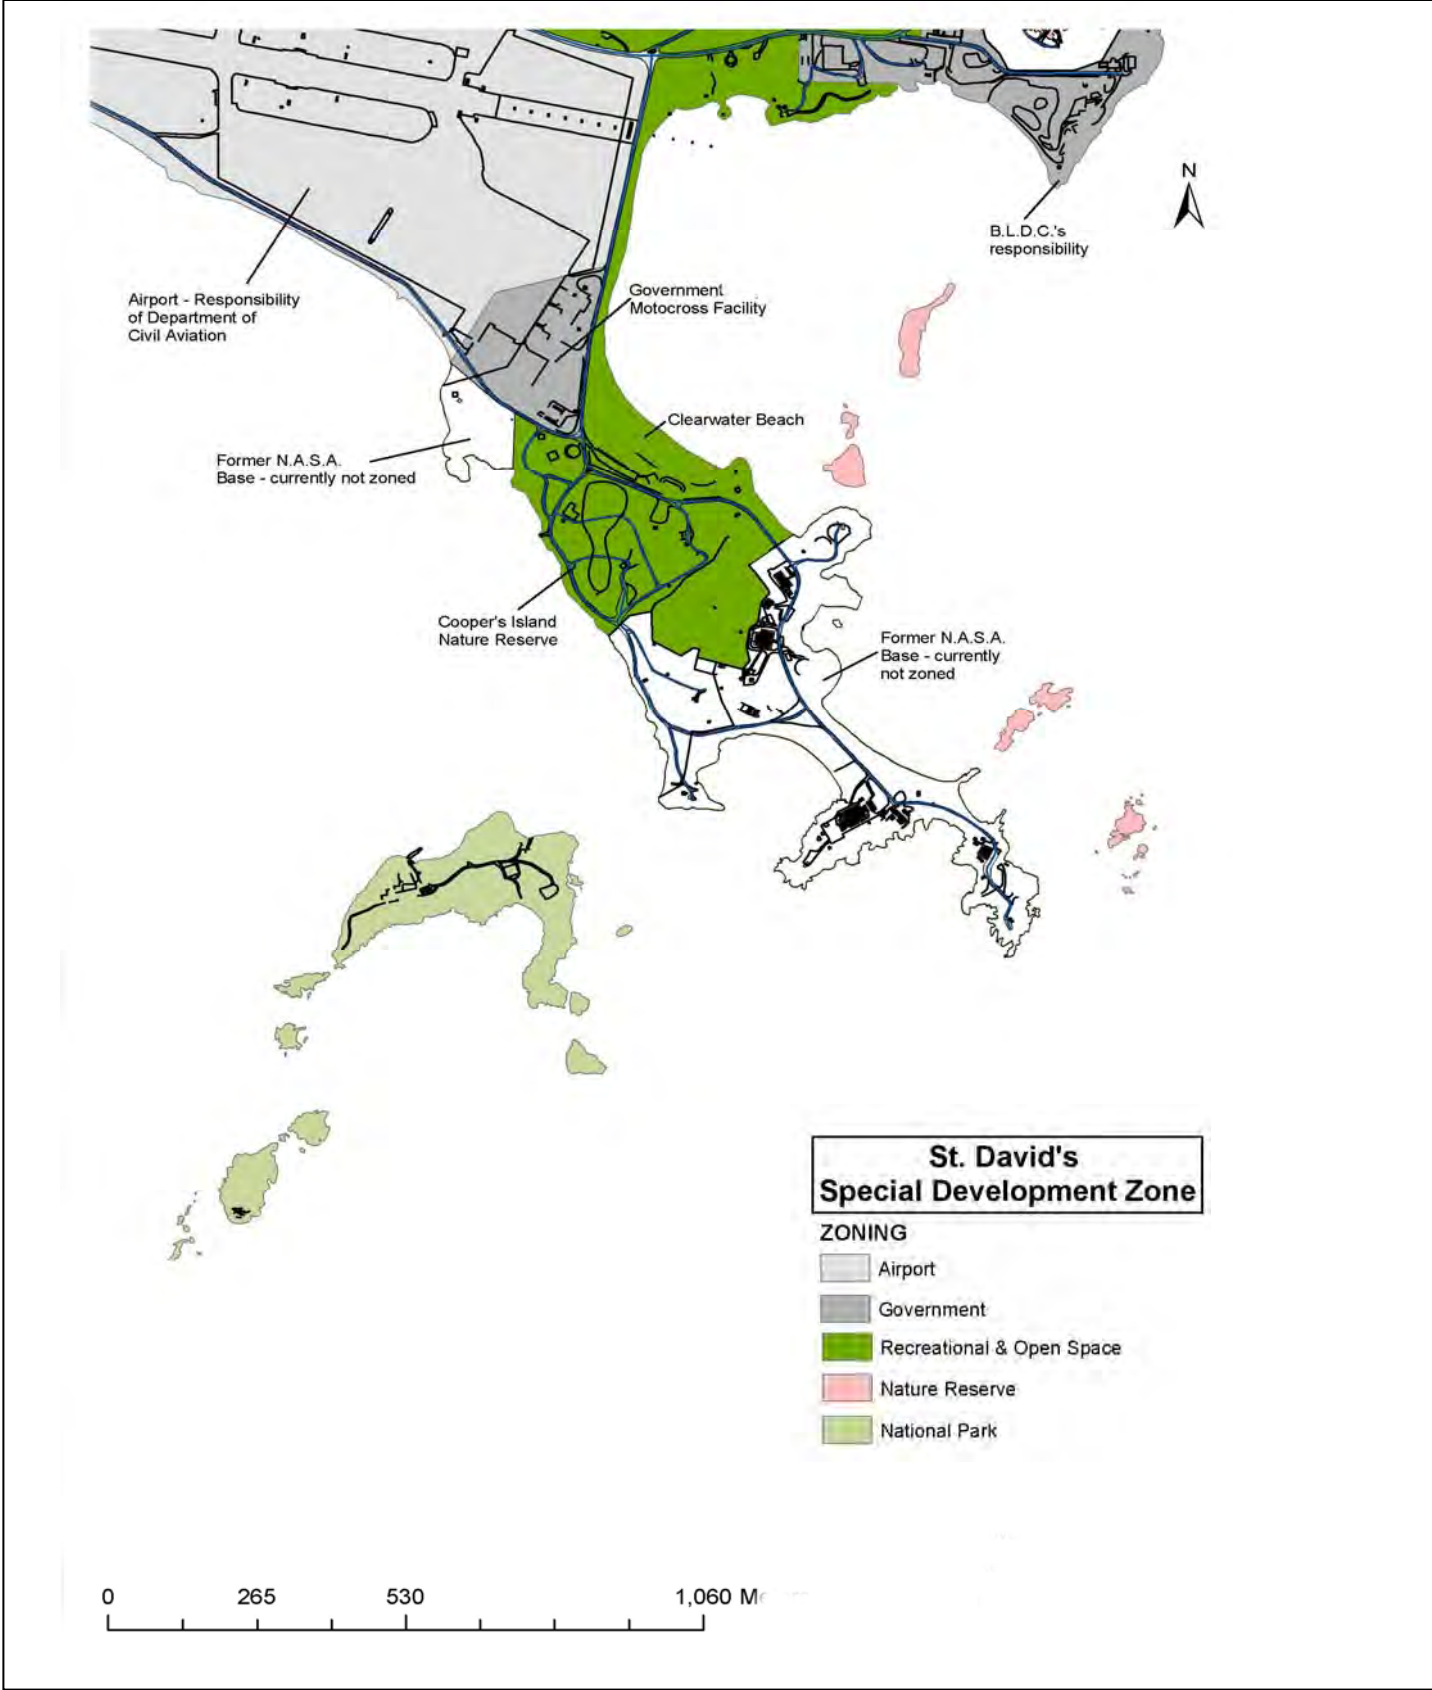 N
B.L.D.C.'s
responsibility
Airport - Responsibility
of Department of
Civil Aviation
Government
Motocross Facility
Clearwater Beach
Former N.A.S.A.
Base - currently not zoned
Cooper's Island
Nature Reserve
Former N.A.S.A.
Base - currently
not zoned
St. David's
Special Development Zone
ZONING
Airport
Government
Recreational & Open Space
Nature Reserve
National Park
0 265 530 1,060